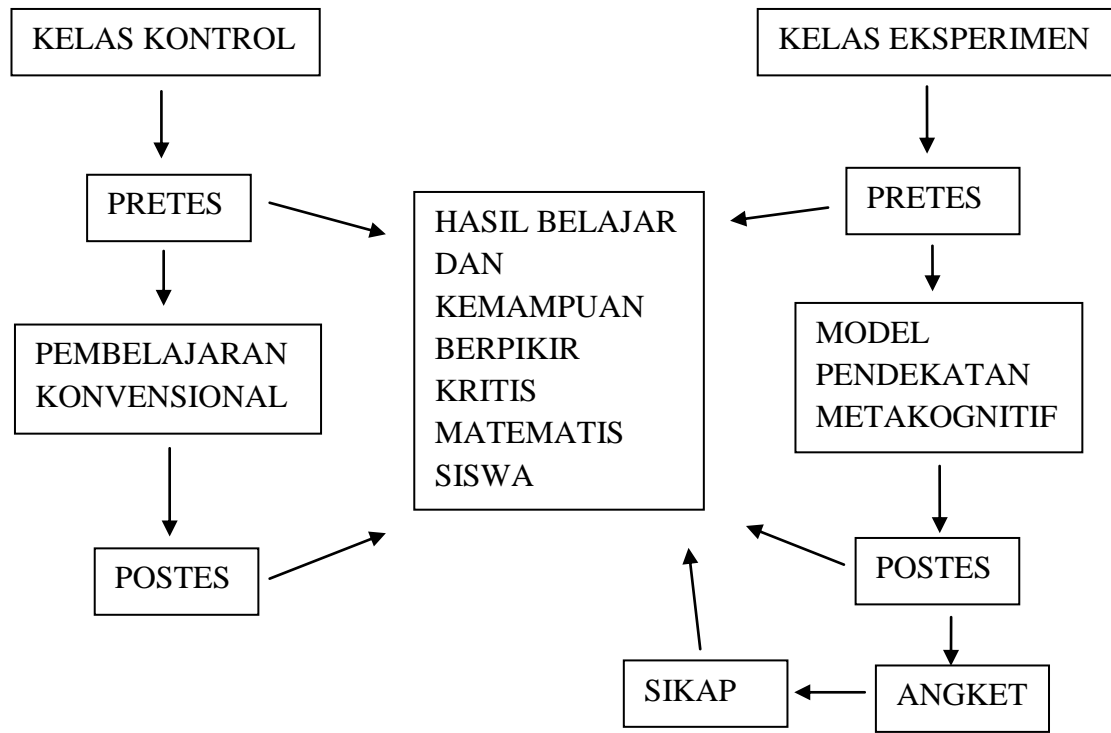 KELAS KONTROL
KELAS EKSPERIMEN
PRETES
PRETES
HASIL BELAJAR
DAN
KEMAMPUAN
BERPIKIR
KRITIS
MATEMATIS
SISWA
PEMBELAJARAN
KONVENSIONAL
MODEL
PENDEKATAN
METAKOGNITIF
POSTES
POSTES
SIKAP
ANGKET